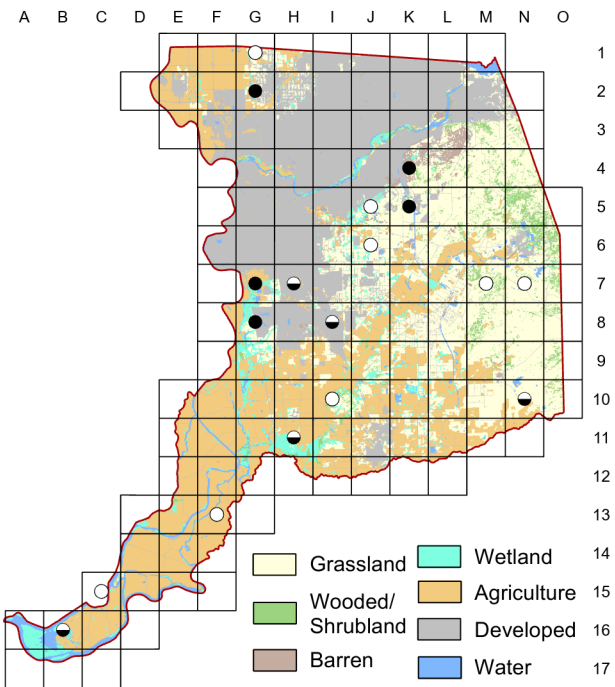 A B C D E F G H I J K L M N O
1
2
3
4
5
6
7
8
9
10
11
12
13
14
15
16
17
Grassland
Wooded/
Shrubland
Barren
Wetland
Agriculture
Developed
Water